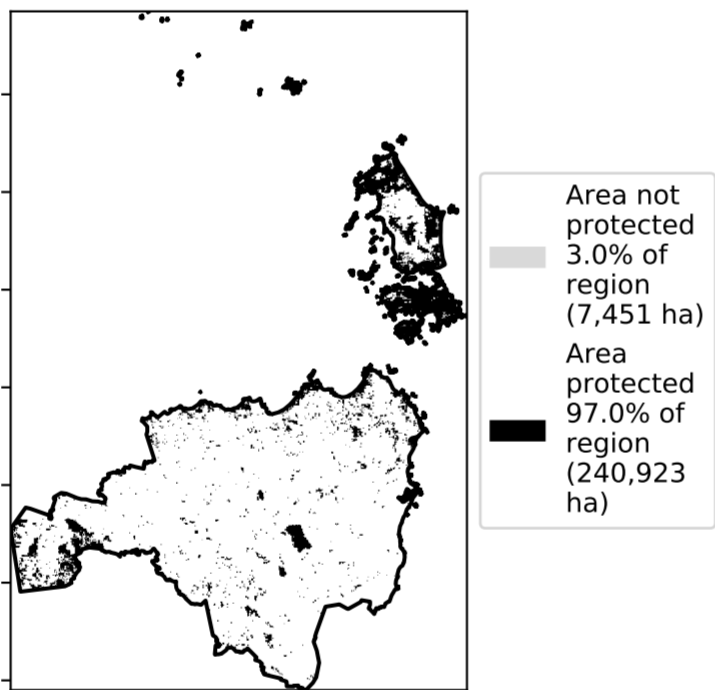 Area not
protected
3.0% of
region
(7,451 ha)
Area
protected
97.0% of
region
(240,923
ha)